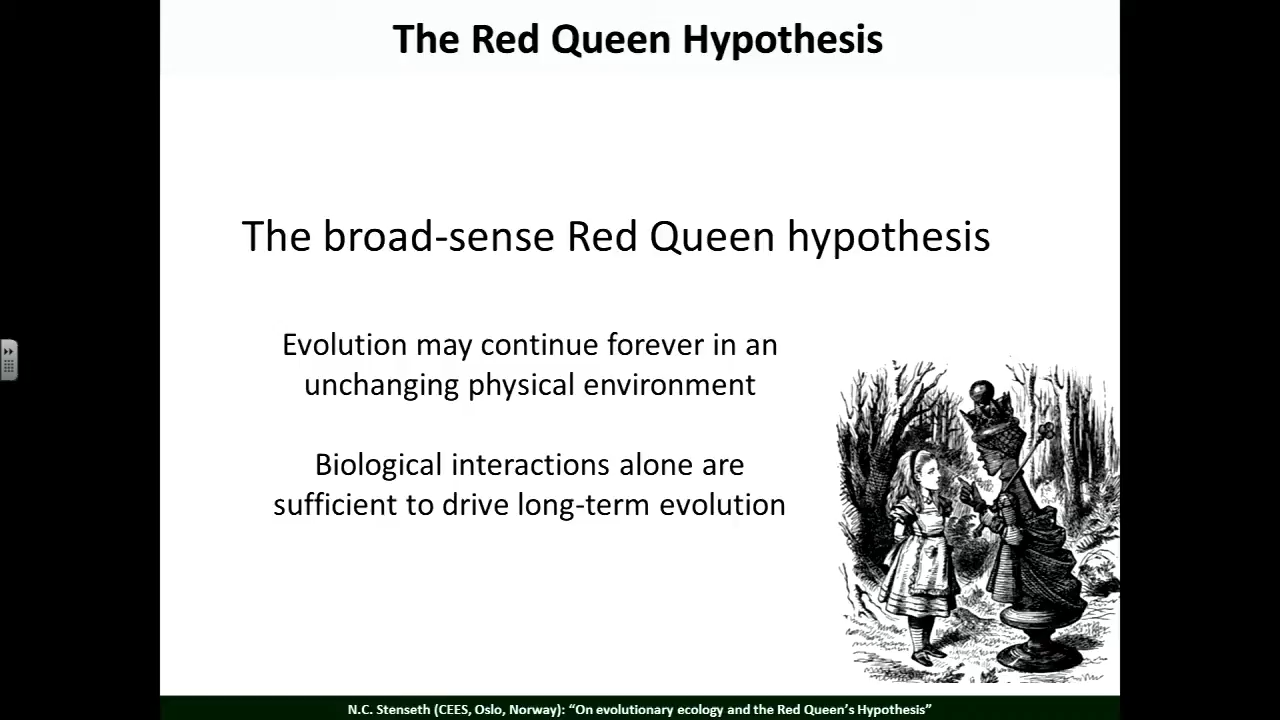 The Red Queen Hypothesis
The broad-sense Red Queen hypothesis
Evolution may continue forever in an
unchanging physical environment
Biological interactions alone are
sufficient to drive long-term evolution
N.C. Stenseth (CEES, Oslo, Norway): “On evolutionary ecology and the Red Queen’s Hypothesis”